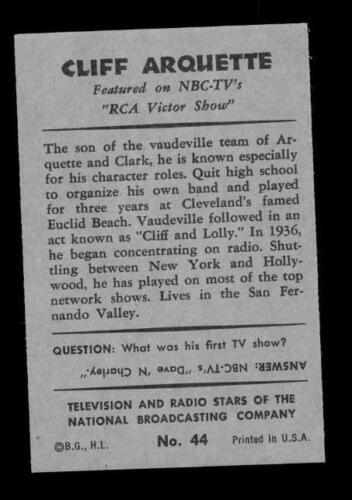 CLIFF ARQUETTE
Featured on NBC-TV's
"RCA Victor Show"
The son of the vaudeville team of Ar-
quette and Clark, he is known especially
for his character roles. Quit high school
to organize his own band and played
for three years at Cleveland's famed
Euclid Beach. Vaudeville followed in an
act known as "Cliff and Lolly." In 1936,
he began concentrating on radio. Shut-
tling between New York and Holly-
wood, he has played on most of the top
network shows. Lives in the San Fer-
nando Valley.
QUESTION: What was his first TV show?
ANSWER: NBC-TV's "Dave 'N Charley."
TELEVISION AND RADIO STARS OF THE
NATIONAL BROADCASTING COMPANY
©B.G., H.L. No. 44 Printed in U.S.A.